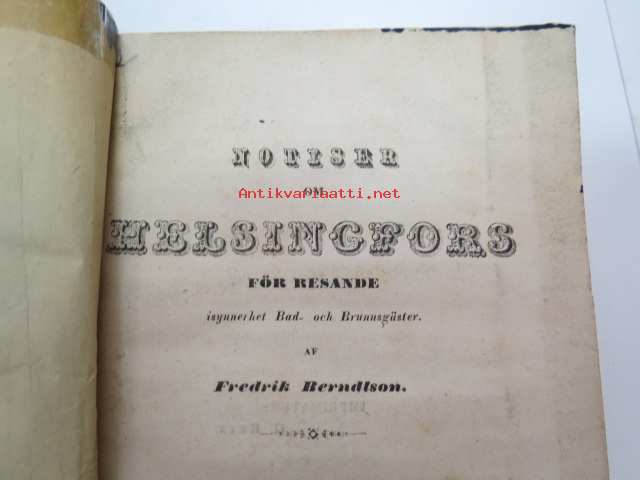 NOTISER
OM
Antikvariaatti.net
HELSINGFORS
FÖR RESANDE
isynnerhet Bad- och Brunnsgäster.
AF
Fredrik Berndtson.